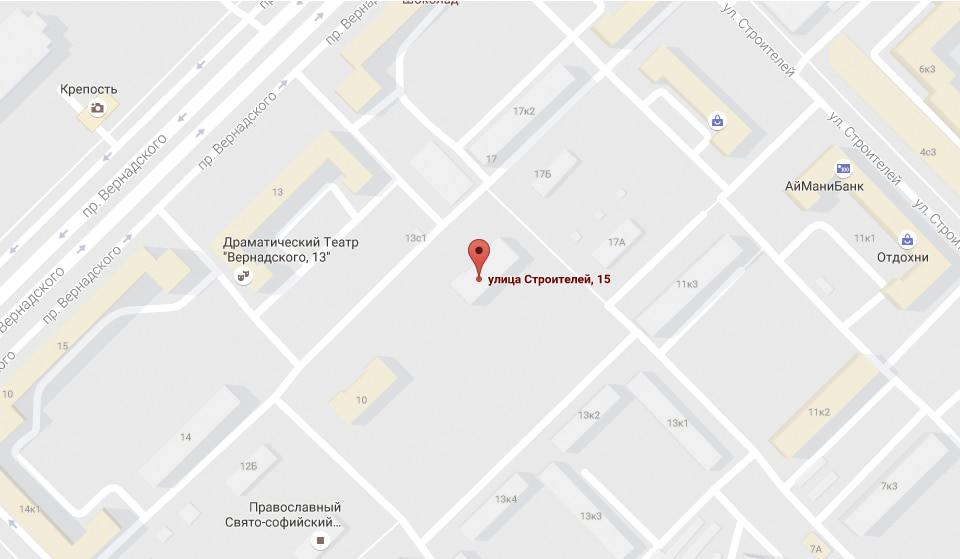 Шоколад
пр. Вернадского
ул. Строителей
6к3
Крепость
17к2
пр. Вернадского
ул. Строителей
4с3
пр. Вернадского
17
17Б
АйМаниБанк
13
ул. Строителей
13с1
17А
11к1
Драматический Театр
"Вернадского, 13"
Отдохни
пр. Вернадского
Вернадского
улица Строителей, 15
11к3
15
10
10
11к2
13к2
13к1
14
12Б
7к3
13к4
14к1
Православный
Свято-софийский...
13к3
7А